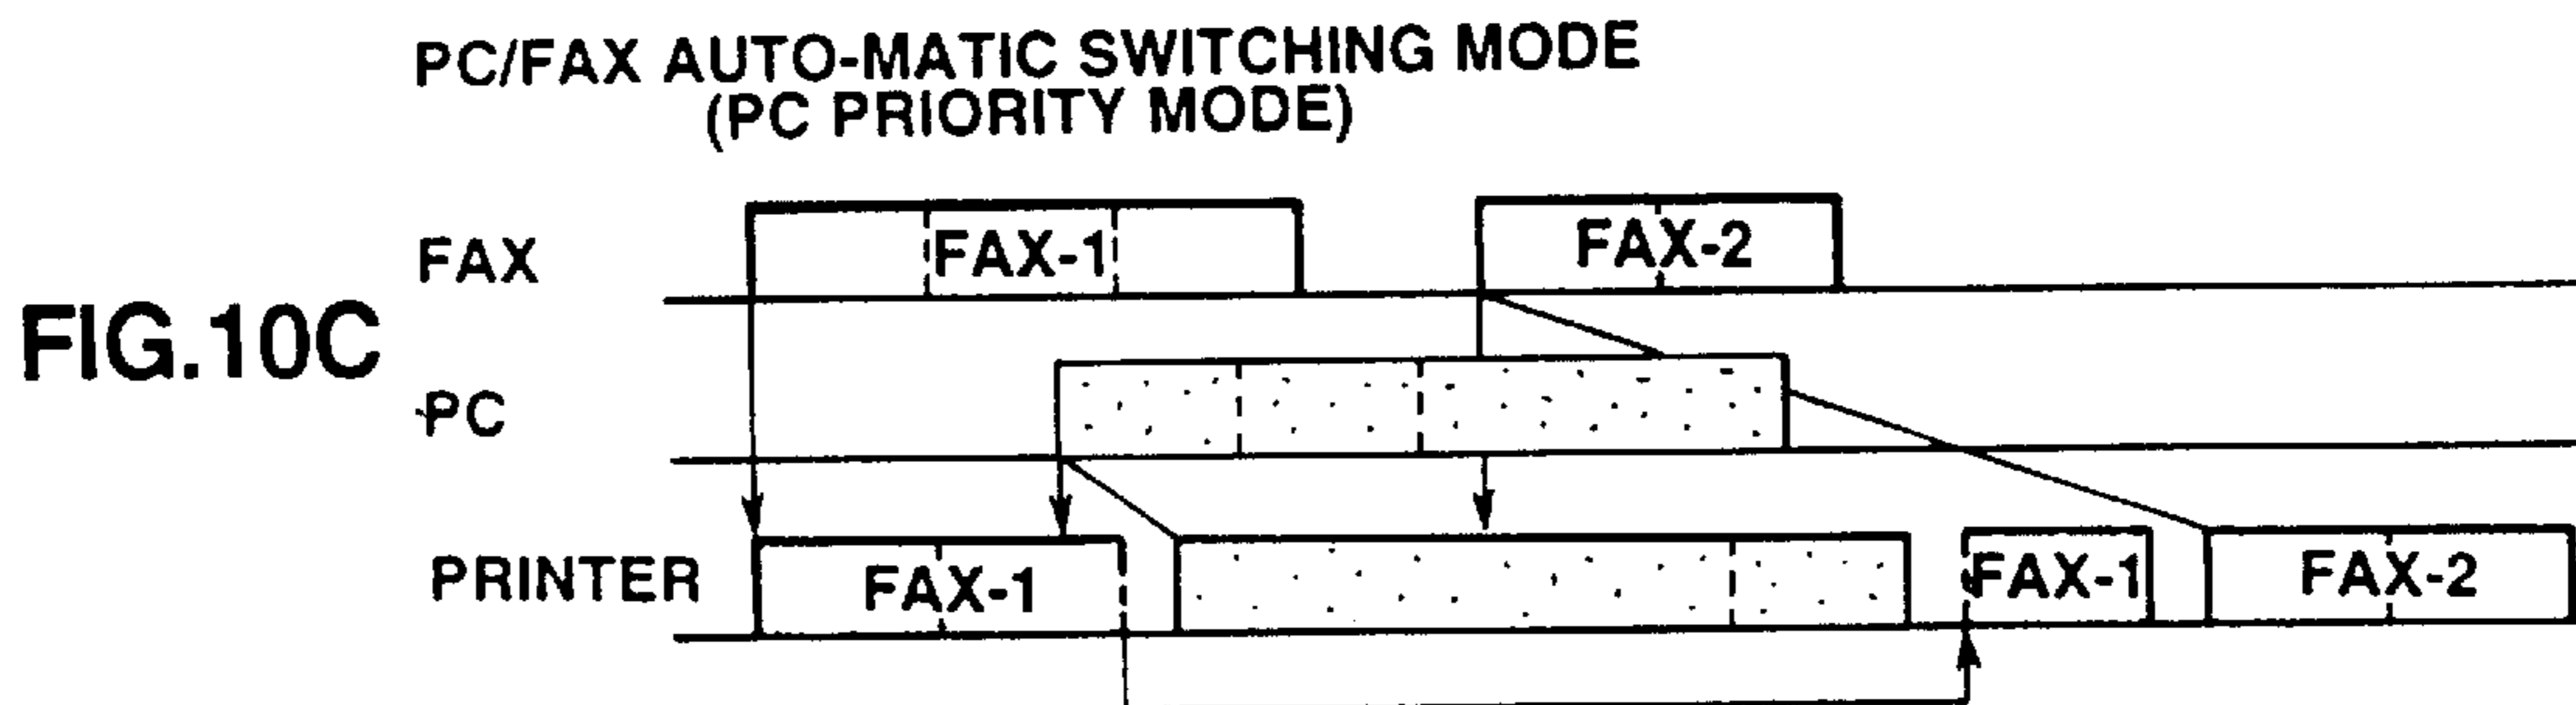 PC/FAX AUTO-MATIC SWITCHING MODE
(PC PRIORITY MODE)
FAX
FAX-1
FAX-2
FIG.10C
PC
PRINTER
FAX-1
FAX-1
FAX-2